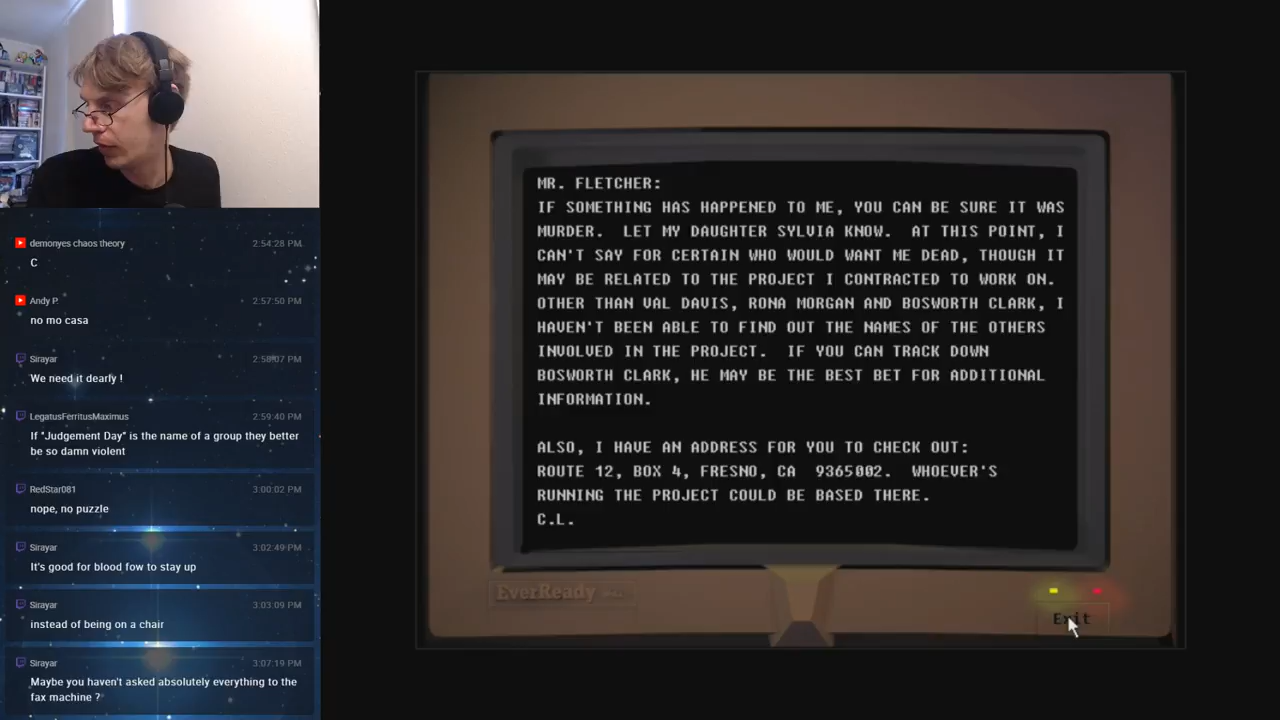 demonyes chaos theory
2:54:28 PM
C
Andy P.
2:57:50 PM
no mo casa
Sirayar
2:58:07 PM
We need it dearly !
LegatusFerritusMaximus
2:59:40 PM
If "Judgement Day" is the name of a group they better
be so damn violent
RedStar081
3:00:02 PM
nope, no puzzle
Sirayar
3:02:49 PM
It's good for blood fow to stay up
Sirayar
3:03:09 PM
instead of being on a chair
Sirayar
3:07:19 PM
Maybe you haven't asked absolutely everything to the
fax machine ?
MR. FLETCHER:
IF SOMETHING HAS HAPPENED TO ME, YOU CAN BE SURE IT WAS
MURDER. LET MY DAUGHTER SYLVIA KNOW. AT THIS POINT, I
CAN'T SAY FOR CERTAIN WHO WOULD WANT ME DEAD, THOUGH IT
MAY BE RELATED TO THE PROJECT I CONTRACTED TO WORK ON.
OTHER THAN VAL DAVIS, RONA MORGAN AND BOSWORTH CLARK, I
HAVEN'T BEEN ABLE TO FIND OUT THE NAMES OF THE OTHERS
INVOLVED IN THE PROJECT. IF YOU CAN TRACK DOWN
BOSWORTH CLARK, HE MAY BE THE BEST BET FOR ADDITIONAL
INFORMATION.
ALSO, I HAVE AN ADDRESS FOR YOU TO CHECK OUT:
ROUTE 12, BOX 4, FRESNO, CA 9365002. WHOEVER'S
RUNNING THE PROJECT COULD BE BASED THERE.
C.L.
EverReady
Exit